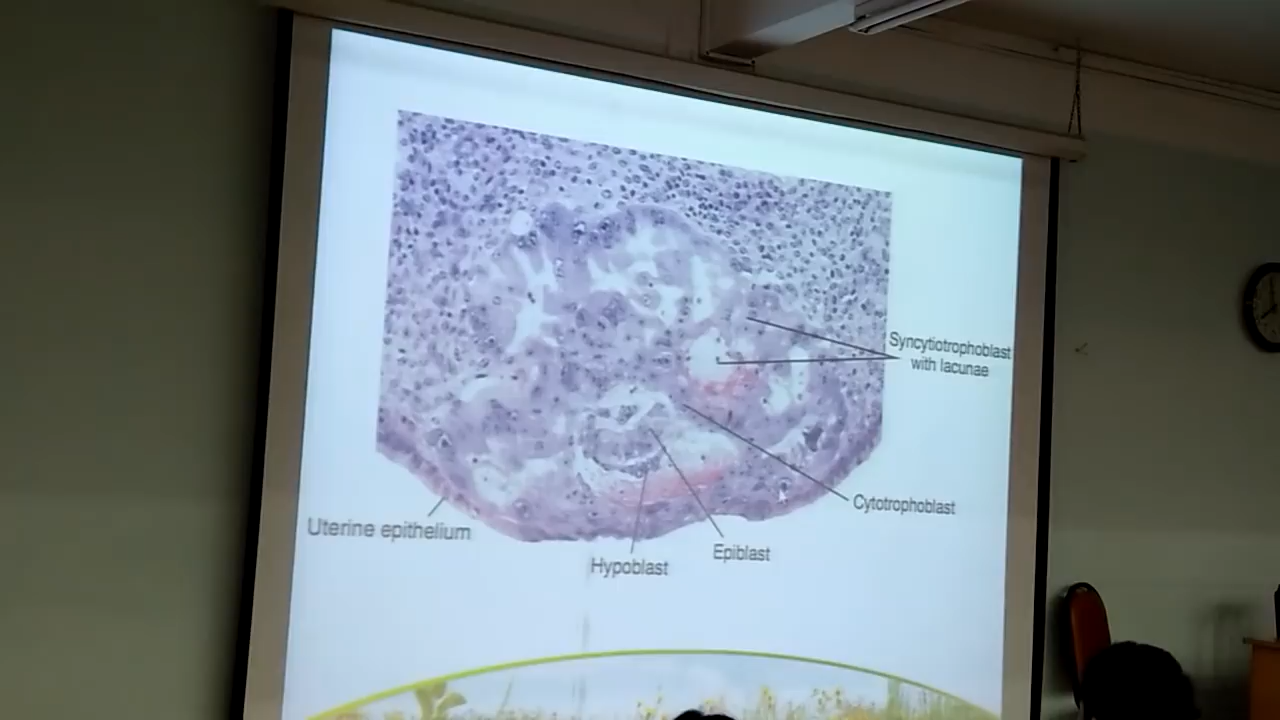 Syncytiotrophoblast
with lacunae
Cytotrophoblast
Uterine epithelium
Epiblast
Hypoblast